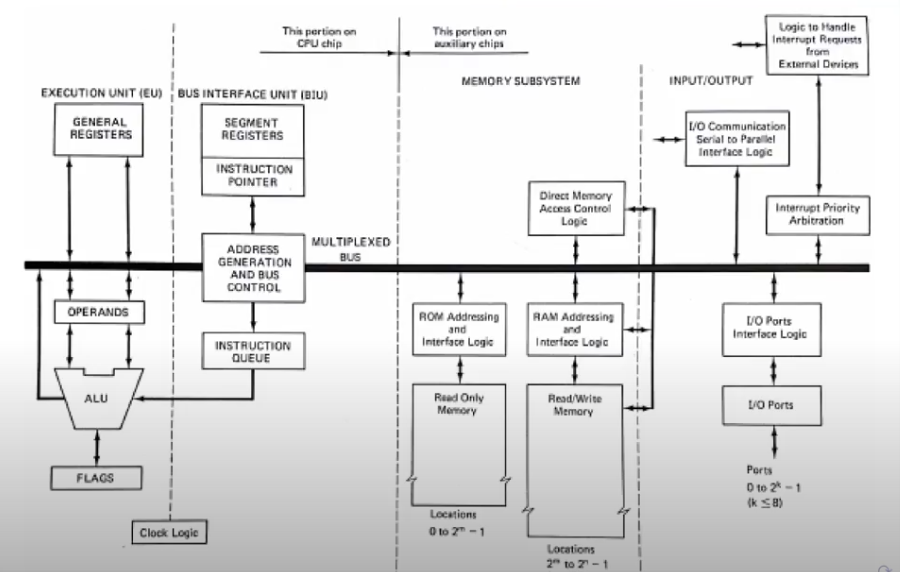 This portion on
CPU chip
This portion on
auxiliary chips
Logic to Handle
Interrupt Requests
from
External Devices
MEMORY SUBSYSTEM
INPUT/OUTPUT
EXECUTION UNIT (EU)
BUS INTERFACE UNIT (BIU)
GENERAL
REGISTERS
SEGMENT
REGISTERS
INSTRUCTION
POINTER
I/O Communication
Serial to Parallel
Interface Logic
Direct Memory
Access Control
Logic
Interrupt Priority
Arbitration
ADDRESS
GENERATION
AND BUS
CONTROL
MULTIPLEXED
BUS
OPERANDS
INSTRUCTION
QUEUE
ROM Addressing
and
Interface Logic
RAM Addressing
and
Interface Logic
I/O Ports
Interface Logic
ALU
Read Only
Memory
Read/Write
Memory
I/O Ports
FLAGS
Ports
0 to 2ᵏ − 1
(k ≤ 8)
Locations
0 to 2ᵐ − 1
Clock Logic
Locations
2ᵐ to 2ⁿ − 1